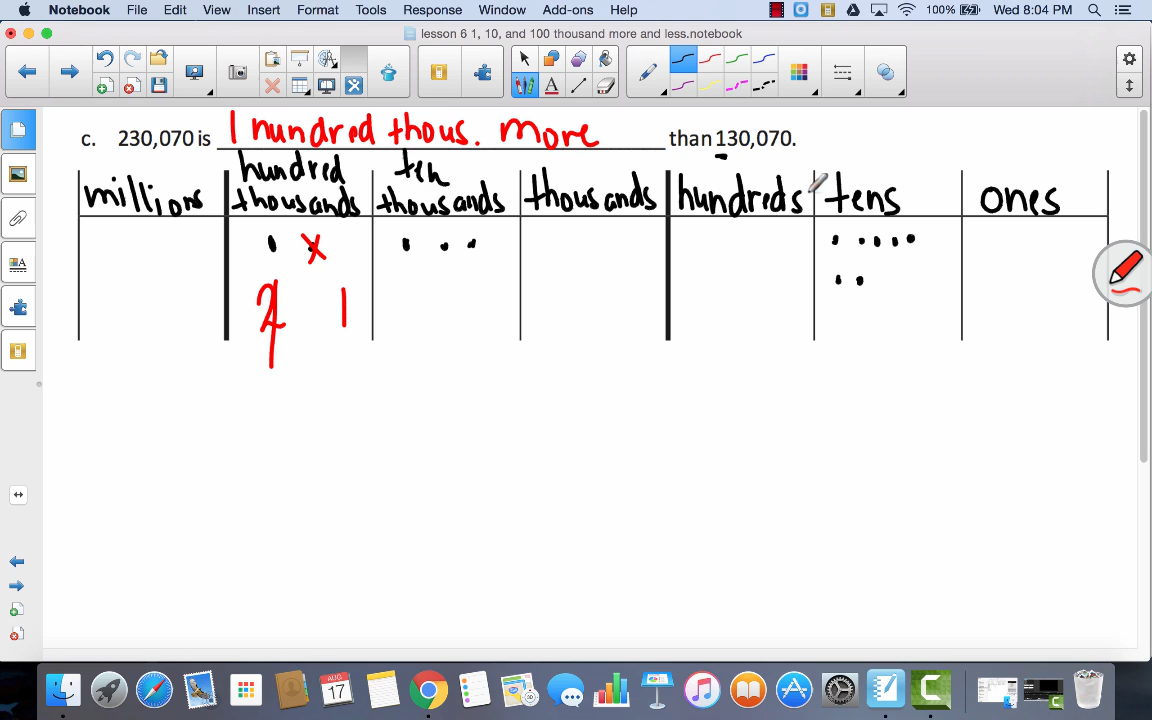 Notebook File Edit View Insert Format Tools Response Window Add-ons Help 100% Wed 8:04 PM
lesson 6 1, 10, and 100 thousand more and less.notebook
c. 230,070 is 1 hundred thous. more than 130,070.
millions hundred thousands ten thousands thousands hundreds tens ones
2 1
AUG
17